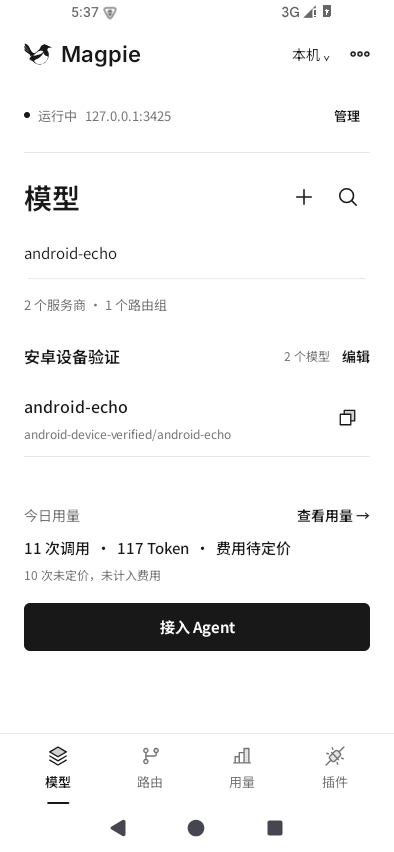 5:37
3G
Magpie
本机
运行中 127.0.0.1:3425
管理
模型
android-echo
2 个服务商 · 1 个路由组
安卓设备验证
2 个模型 编辑
android-echo
android-device-verified/android-echo
今日用量
查看用量 →
11 次调用 · 117 Token · 费用待定价
10 次未定价，未计入费用
接入 Agent
模型
路由
用量
插件